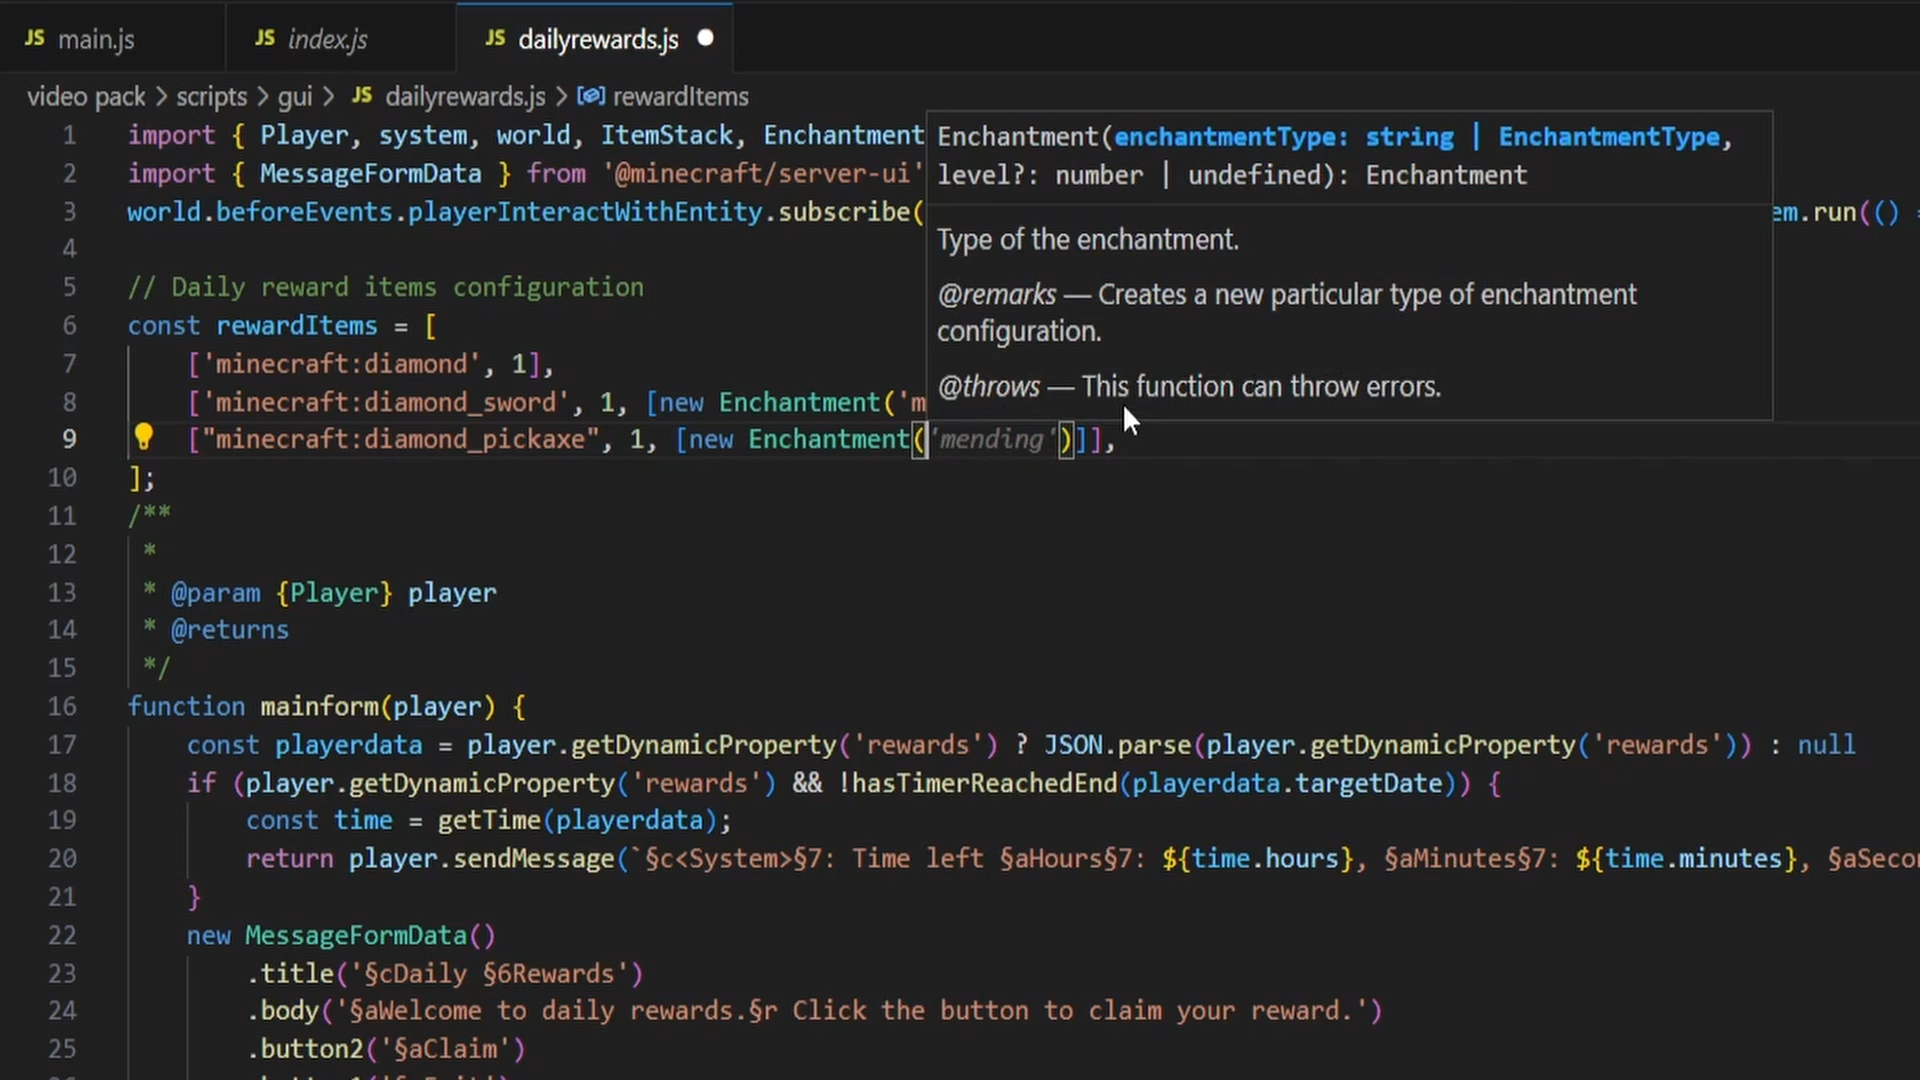 JS main.js
JS index.js
JS dailyrewards.js
video pack > scripts > gui > JS dailyrewards.js > rewardItems
1 import { Player, system, world, ItemStack, Enchantment
2 import { MessageFormData } from '@minecraft/server-ui'
3 world.beforeEvents.playerInteractWithEntity.subscribe( em.run(() =
Enchantment(enchantmentType: string | EnchantmentType,
level?: number | undefined): Enchantment
Type of the enchantment.
@remarks — Creates a new particular type of enchantment
configuration.
@throws — This function can throw errors.
4
5 // Daily reward items configuration
6 const rewardItems = [
7 ['minecraft:diamond', 1],
8 ['minecraft:diamond_sword', 1, [new Enchantment('m
9 ["minecraft:diamond_pickaxe", 1, [new Enchantment('mending')]],
10 ];
11 /**
12 *
13 * @param {Player} player
14 * @returns
15 */
16 function mainform(player) {
17 const playerdata = player.getDynamicProperty('rewards') ? JSON.parse(player.getDynamicProperty('rewards')) : null
18 if (player.getDynamicProperty('rewards') && !hasTimerReachedEnd(playerdata.targetDate)) {
19 const time = getTime(playerdata);
20 return player.sendMessage(`§c<System>§7: Time left §aHours§7: ${time.hours}, §aMinutes§7: ${time.minutes}, §aSecon
21 }
22 new MessageFormData()
23 .title('§cDaily §6Rewards')
24 .body('§aWelcome to daily rewards.§r Click the button to claim your reward.')
25 .button2('§aClaim')